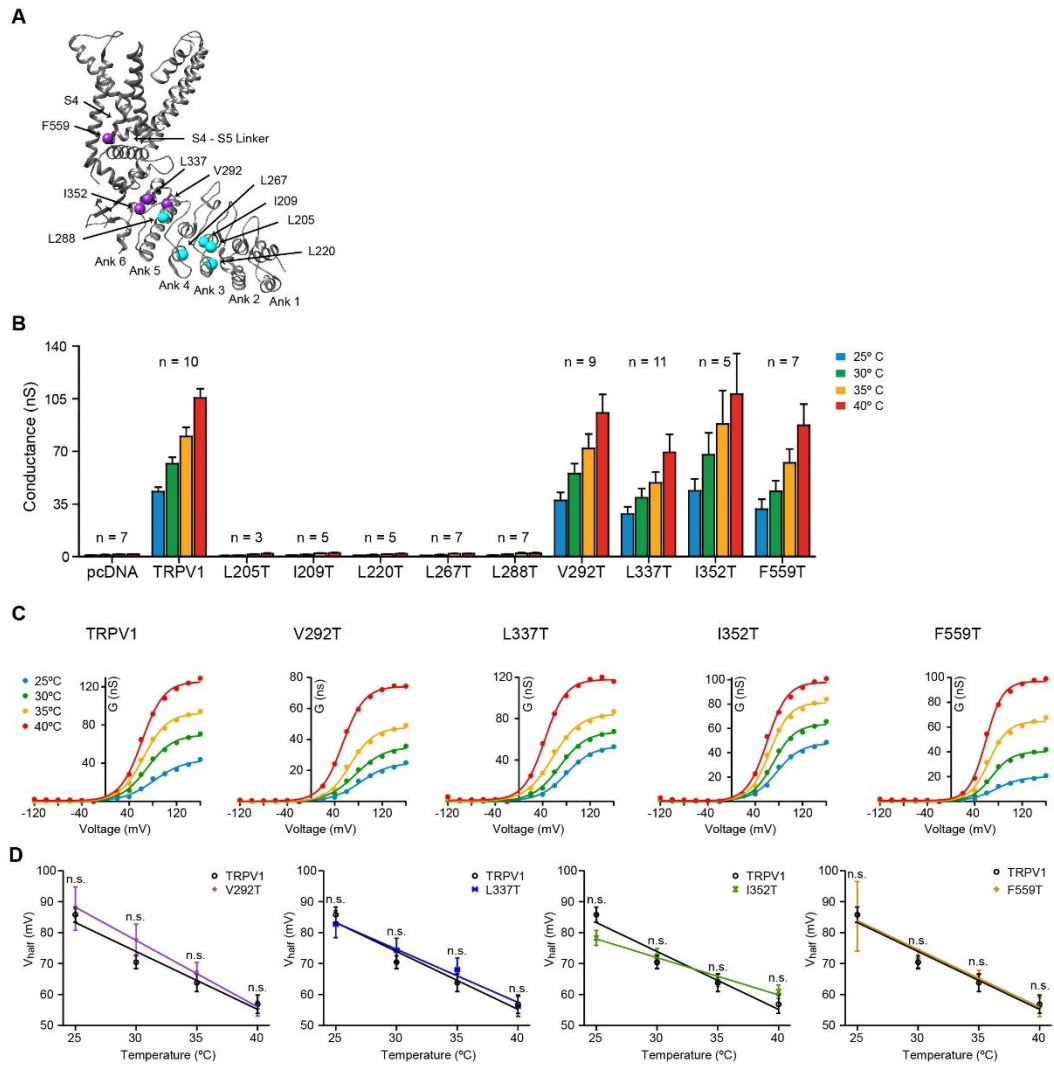 A
S4
F559
S4 - S5 Linker
L337
V292
I352
L267
I209
L205
L288
L220
Ank 6
Ank 5
Ank 4
Ank 3
Ank 2
Ank 1
B
140
105
70
35
0
Conductance (nS)
n = 7
n = 10
n = 3
n = 5
n = 5
n = 7
n = 7
n = 9
n = 11
n = 5
n = 7
25º C
30º C
35º C
40º C
pcDNA
TRPV1
L205T
I209T
L220T
L267T
L288T
V292T
L337T
I352T
F559T
C
TRPV1
V292T
L337T
I352T
F559T
25ºC
30ºC
35ºC
40ºC
120
80
40
G (nS)
-120
-40
40
120
Voltage (mV)
80
60
40
20
G (ns)
-120
-40
40
120
Voltage (mV)
120
80
40
G (nS)
-120
-40
40
120
Voltage (mV)
100
80
60
40
20
G (nS)
-120
-40
40
120
Voltage (mV)
100
80
60
40
20
G (nS)
-120
-40
40
120
Voltage (mV)
D
100
90
80
70
60
50
Vhalf (mV)
n.s.
n.s.
n.s.
n.s.
TRPV1
V292T
25
30
35
40
Temperature (ºC)
100
90
80
70
60
50
Vhalf (mV)
n.s.
n.s.
n.s.
n.s.
TRPV1
L337T
25
30
35
40
Temperature (ºC)
100
90
80
70
60
50
Vhalf (mV)
n.s.
n.s.
n.s.
n.s.
TRPV1
I352T
25
30
35
40
Temperature (ºC)
100
90
80
70
60
50
Vhalf (mV)
n.s.
n.s.
n.s.
n.s.
TRPV1
F559T
25
30
35
40
Temperature (ºC)